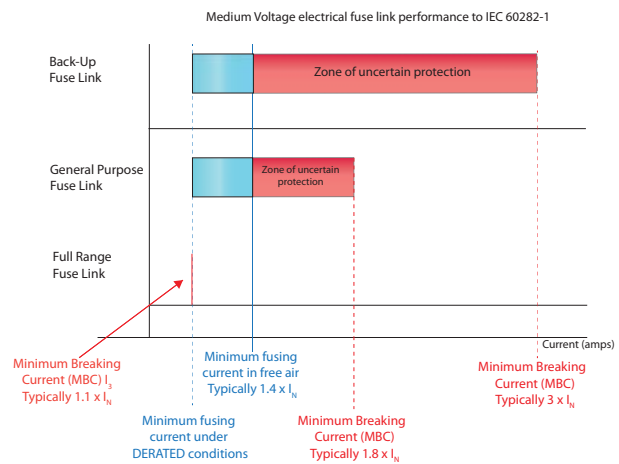 Medium Voltage electrical fuse link performance to IEC 60282-1
Back-Up
Fuse Link
Zone of uncertain protection
General Purpose
Fuse Link
Zone of uncertain
protection
Full Range
Fuse Link
Current (amps)
Minimum Breaking
Current (MBC) I₃
Typically 1.1 x Iₙ
Minimum fusing
current in free air
Typically 1.4 x Iₙ
Minimum Breaking
Current (MBC)
Typically 3 x Iₙ
Minimum fusing
current under
DERATED conditions
Minimum Breaking
Current (MBC)
Typically 1.8 x Iₙ